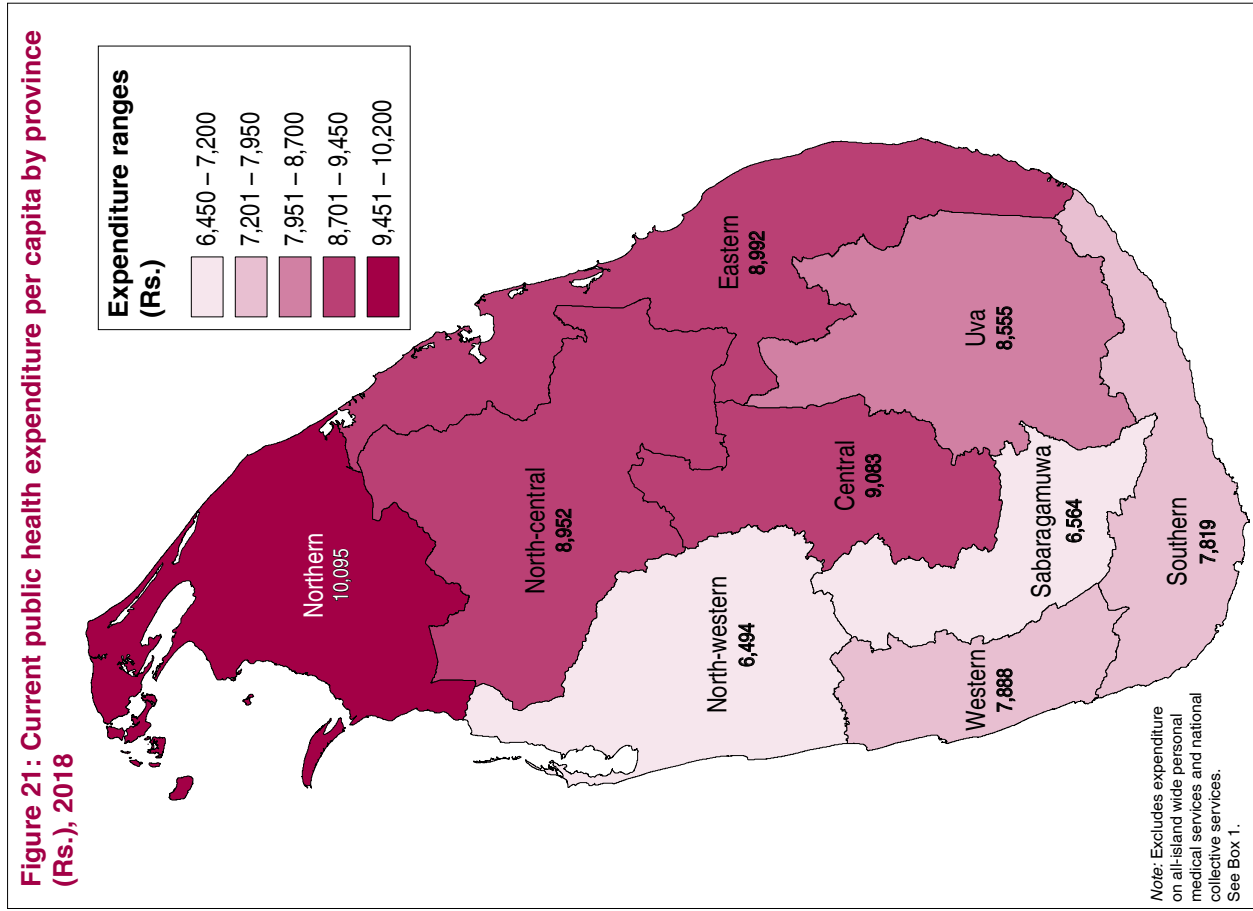 Figure 21: Current public health expenditure per capita by province
(Rs.), 2018
Expenditure ranges
(Rs.)
6,450 – 7,200
7,201 – 7,950
7,951 – 8,700
8,701 – 9,450
9,451 – 10,200
Northern
10,095
North-central
8,952
Eastern
8,992
North-western
6,494
Central
9,083
Uva
8,555
Sabaragamuwa
6,564
Western
7,888
Southern
7,819
Note: Excludes expenditure
on all-island wide personal
medical services and national
collective services.
See Box 1.